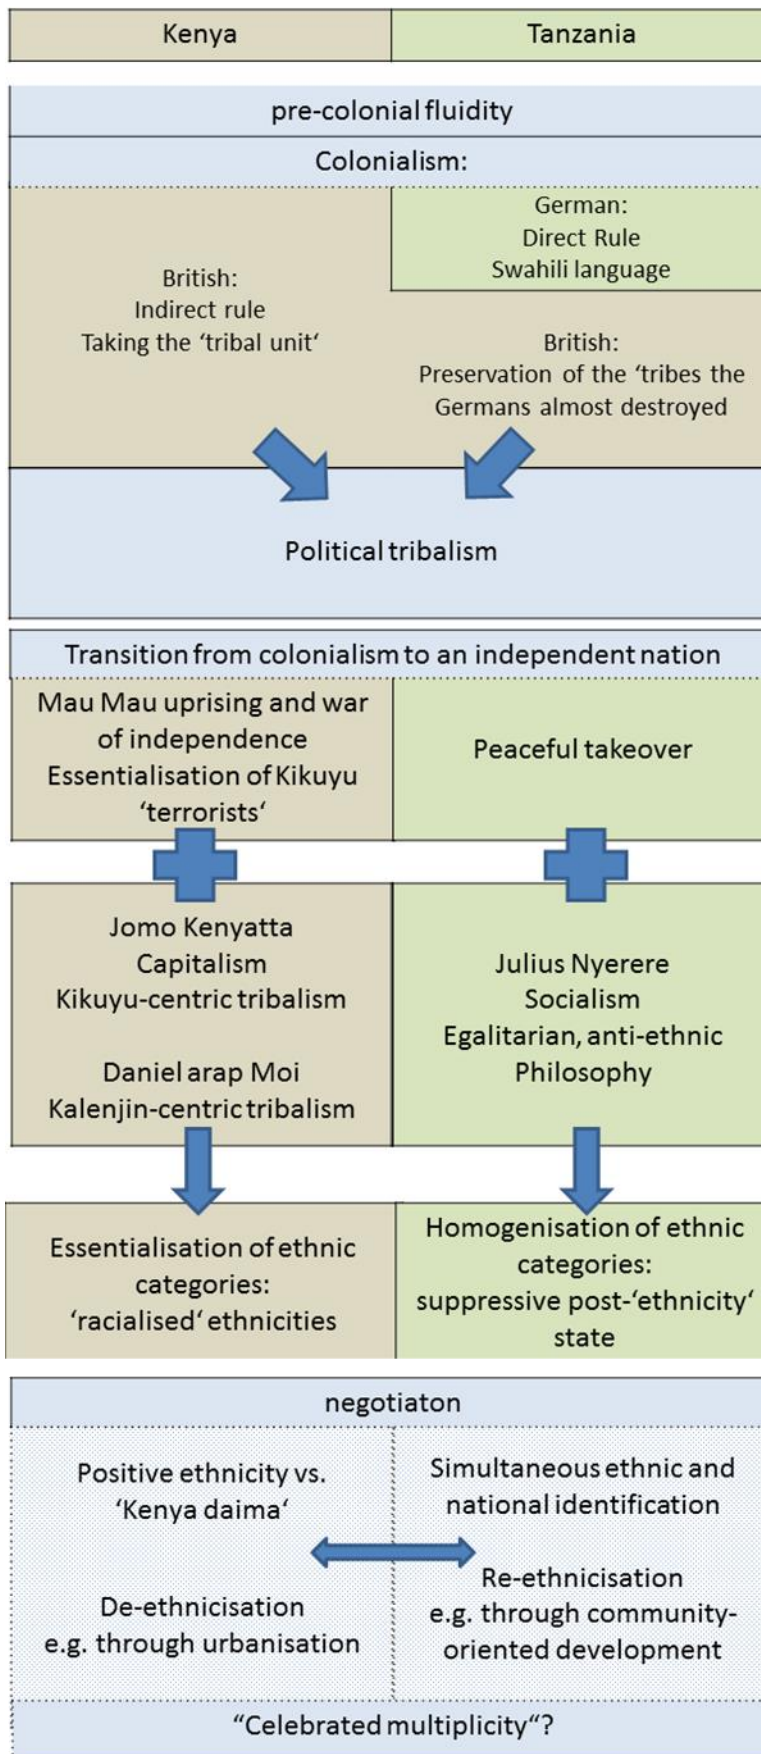 Kenya
Tanzania
pre-colonial fluidity
Colonialism:
British:
Indirect rule
Taking the ‘tribal unit‘
German:
Direct Rule
Swahili language
British:
Preservation of the ‘tribes the
Germans almost destroyed
Political tribalism
Transition from colonialism to an independent nation
Mau Mau uprising and war
of independence
Essentialisation of Kikuyu
‘terrorists‘
Peaceful takeover
Jomo Kenyatta
Capitalism
Kikuyu-centric tribalism
Daniel arap Moi
Kalenjin-centric tribalism
Julius Nyerere
Socialism
Egalitarian, anti-ethnic
Philosophy
Essentialisation of ethnic
categories:
‘racialised‘ ethnicities
Homogenisation of ethnic
categories:
suppressive post-‘ethnicity‘
state
negotiaton
Positive ethnicity vs.
‘Kenya daima‘
De-ethnicisation
e.g. through urbanisation
Simultaneous ethnic and
national identification
Re-ethnicisation
e.g. through community-
oriented development
“Celebrated multiplicity“?